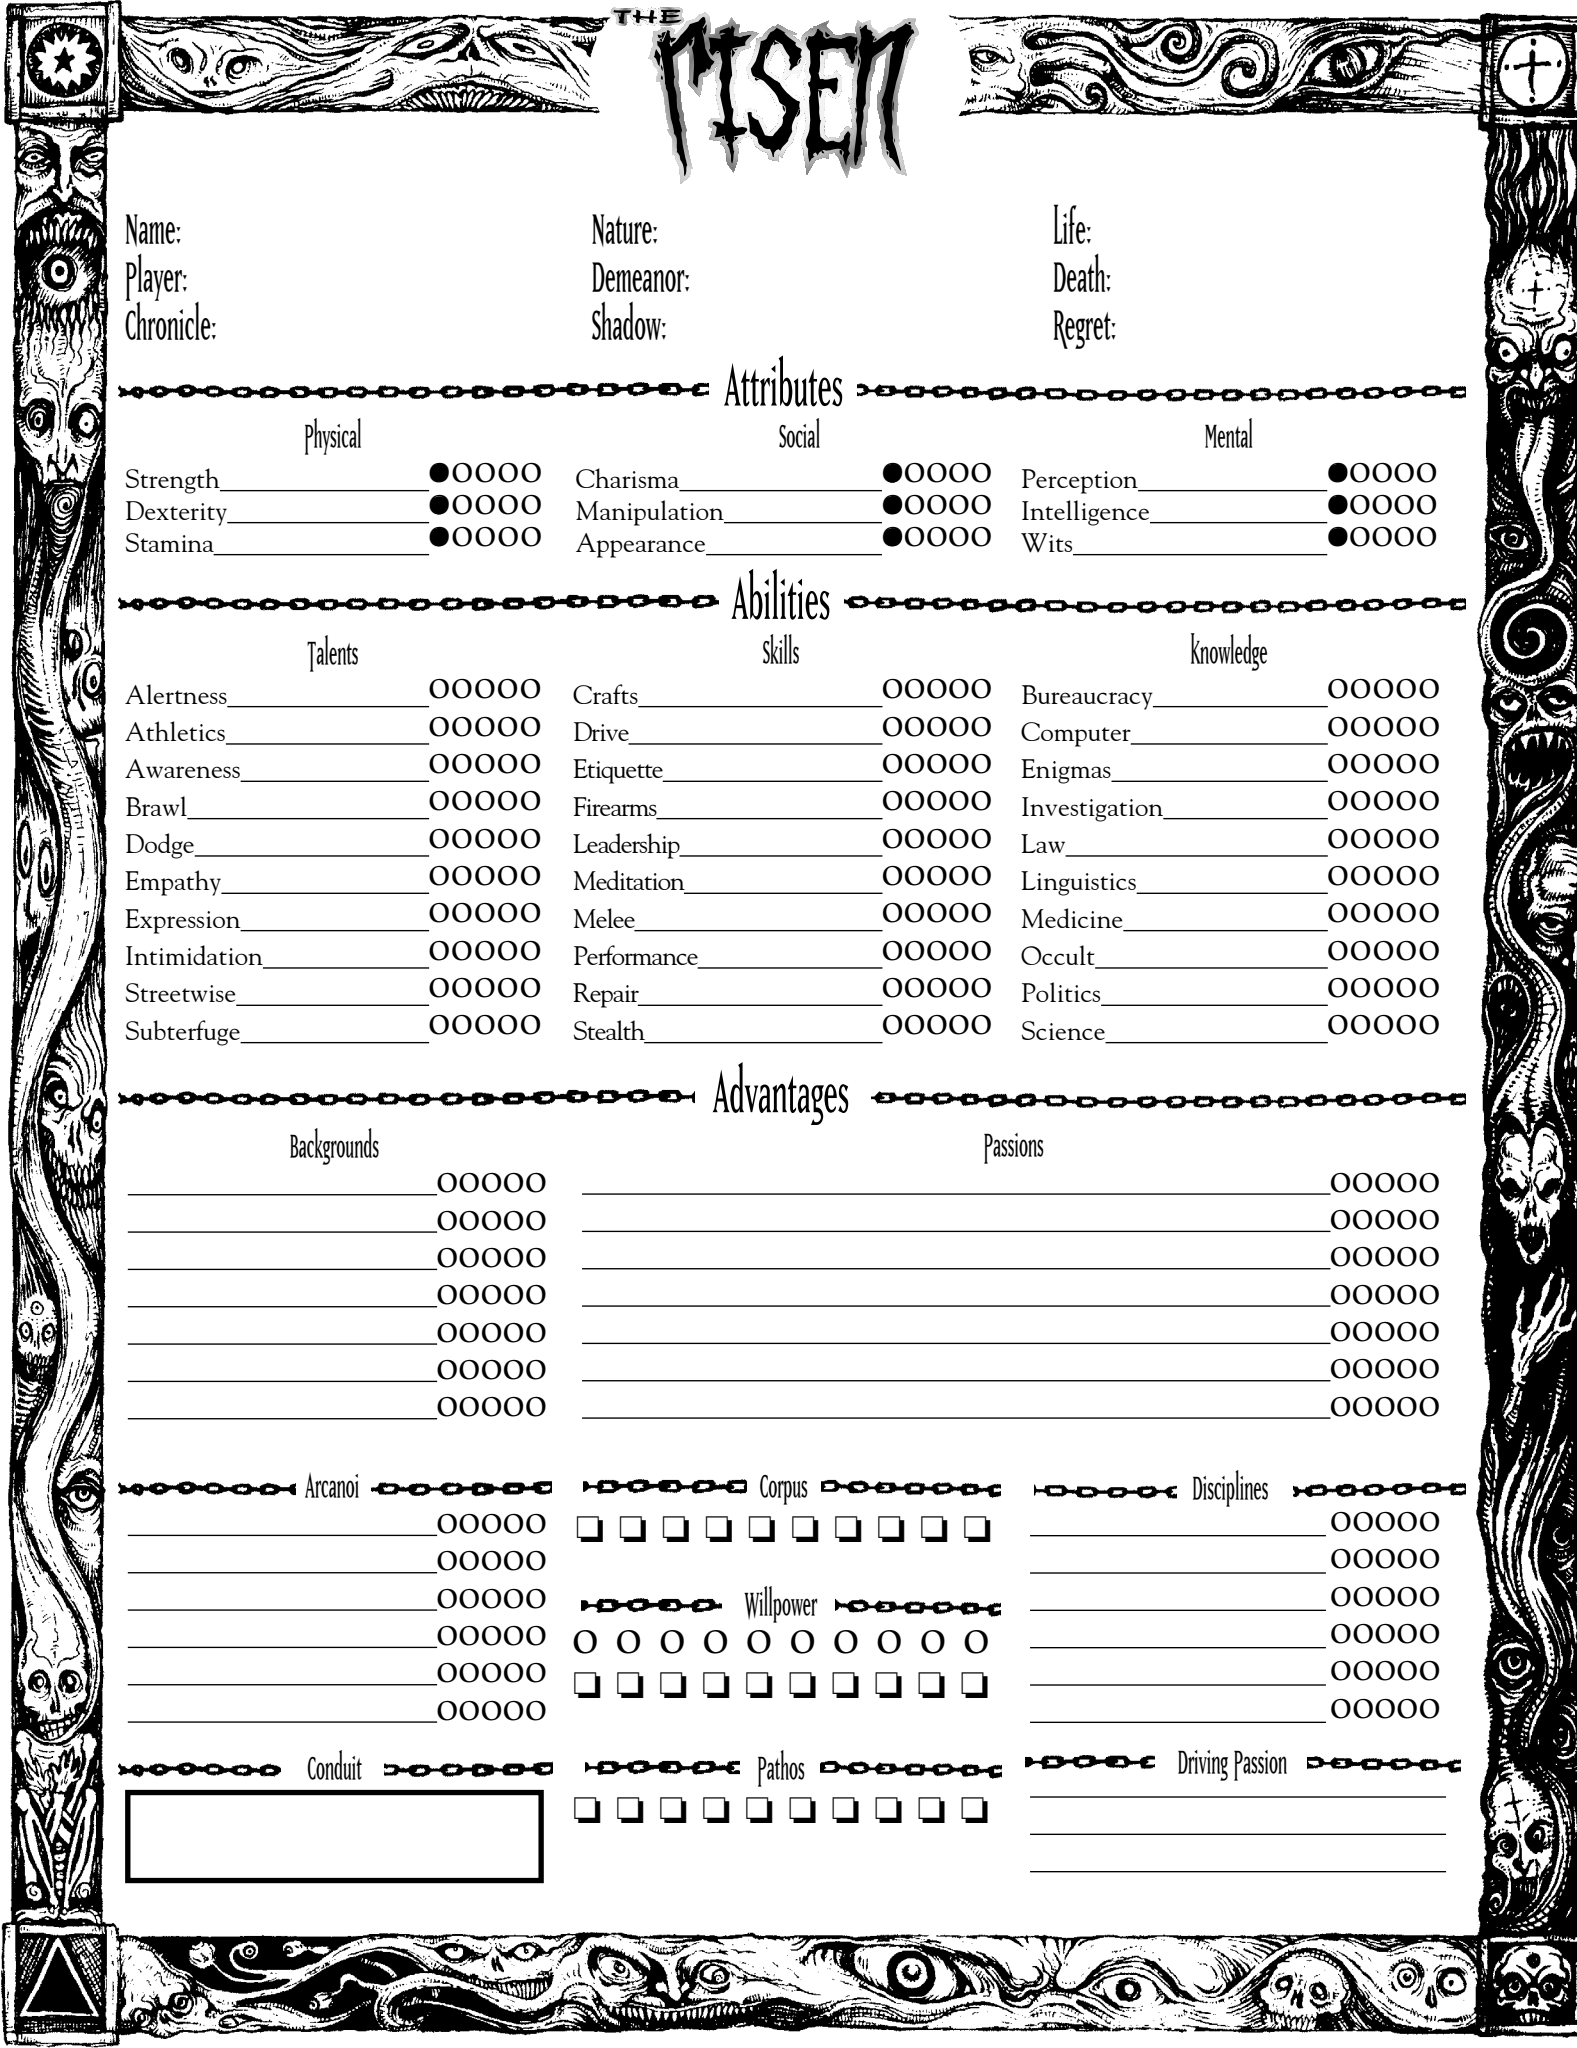 THE RISEN
Name: Nature: Life:
Player: Demeanor: Death:
Chronicle: Shadow: Regret:
Attributes
Physical Social Mental
Strength Charisma Perception
Dexterity Manipulation Intelligence
Stamina Appearance Wits
Abilities
Talents Skills Knowledge
Alertness Crafts Bureaucracy
Athletics Drive Computer
Awareness Etiquette Enigmas
Brawl Firearms Investigation
Dodge Leadership Law
Empathy Meditation Linguistics
Expression Melee Medicine
Intimidation Performance Occult
Streetwise Repair Politics
Subterfuge Stealth Science
Advantages
Backgrounds Passions
Arcanoi Corpus Disciplines
Willpower
Conduit Pathos Driving Passion